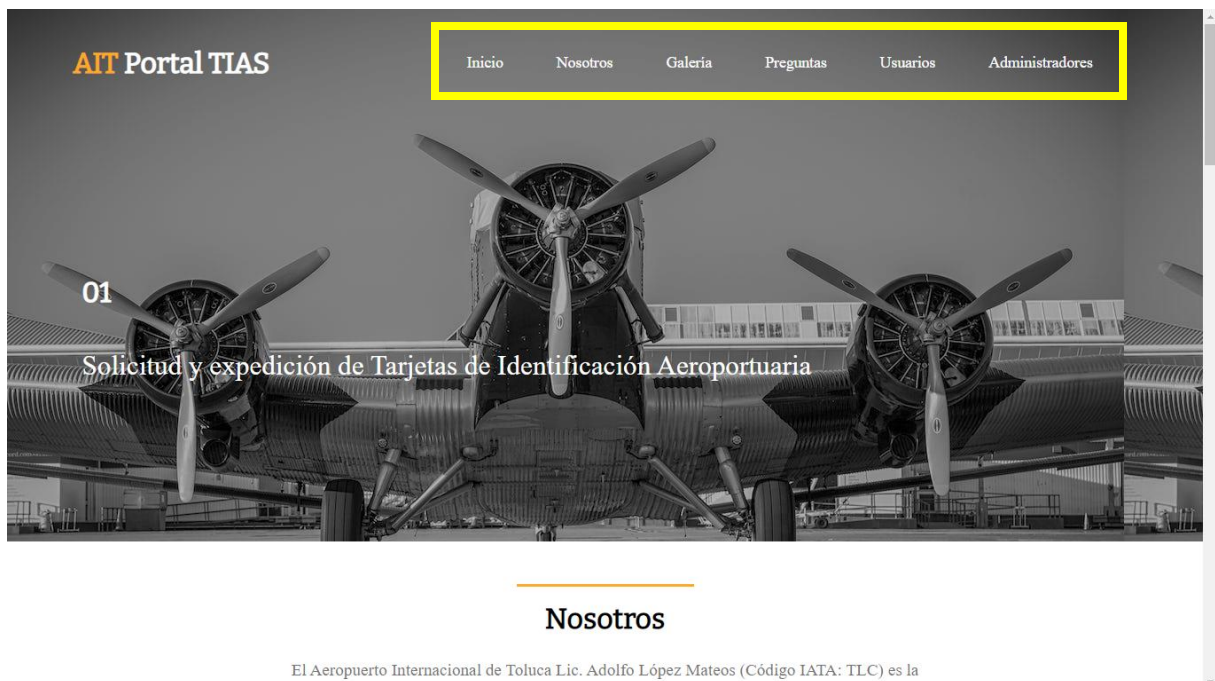 AIT Portal TIAS
Inicio Nosotros Galería Preguntas Usuarios Administradores
01
Solicitud y expedición de Tarjetas de Identificación Aeroportuaria
Nosotros
El Aeropuerto Internacional de Toluca Lic. Adolfo López Mateos (Código IATA: TLC) es la